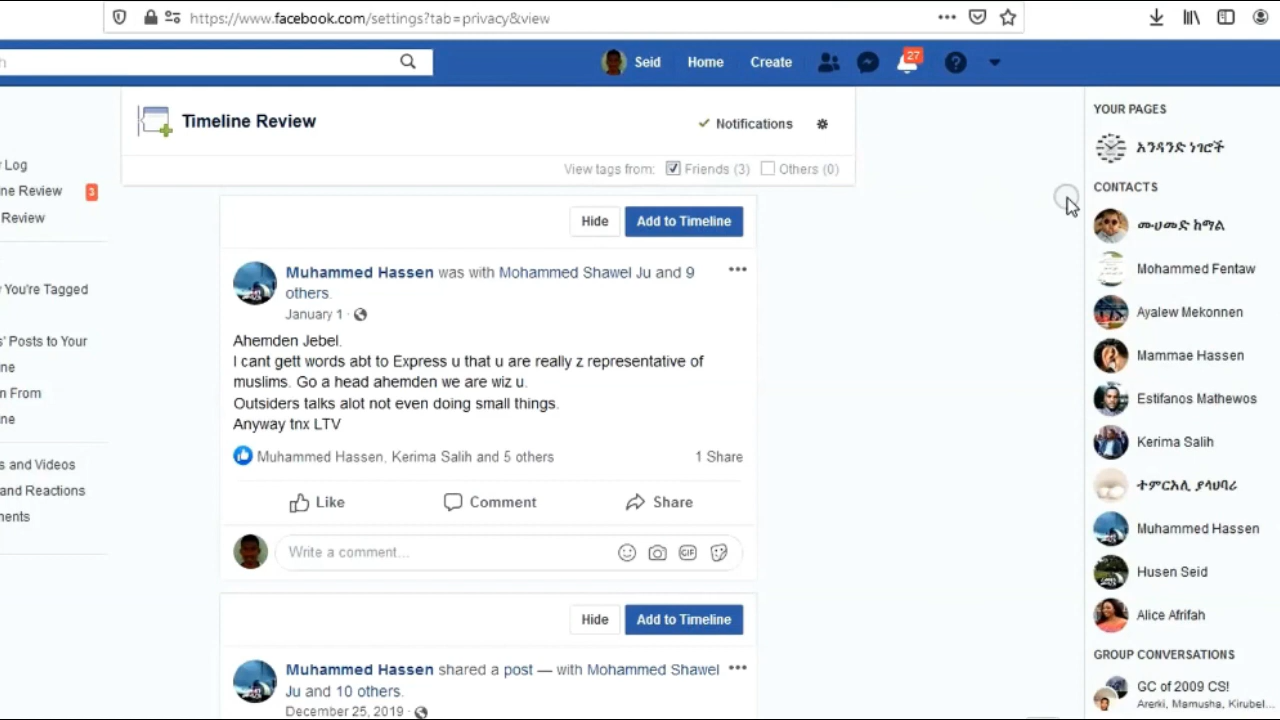 https://www.facebook.com/settings?tab=privacy&view
h
Seid
Home
Create
27
Timeline Review
Notifications
View tags from:
Friends (3)
Others (0)
r Log
ne Review
3
Review
r You're Tagged
s' Posts to Your
ne
n From
ne
s and Videos
and Reactions
ments
Hide
Add to Timeline
Muhammed Hassen was with Mohammed Shawel Ju and 9
others.
January 1 ·
Ahemden Jebel.
I cant gett words abt to Express u that u are really z representative of
muslims. Go a head ahemden we are wiz u.
Outsiders talks alot not even doing small things.
Anyway tnx LTV
Muhammed Hassen, Kerima Salih and 5 others
1 Share
Like
Comment
Share
Write a comment...
GIF
Hide
Add to Timeline
Muhammed Hassen shared a post — with Mohammed Shawel
Ju and 10 others.
December 25, 2019 ·
YOUR PAGES
አንዳንድ ነገሮች
CONTACTS
ሙሀመድ ከማል
Mohammed Fentaw
Ayalew Mekonnen
Mammae Hassen
Estifanos Mathewos
Kerima Salih
ተምርአሊ ያላህባሪ
Muhammed Hassen
Husen Seid
Alice Afrifah
GROUP CONVERSATIONS
GC of 2009 CS!
Arerki, Mamusha, Kirubel...